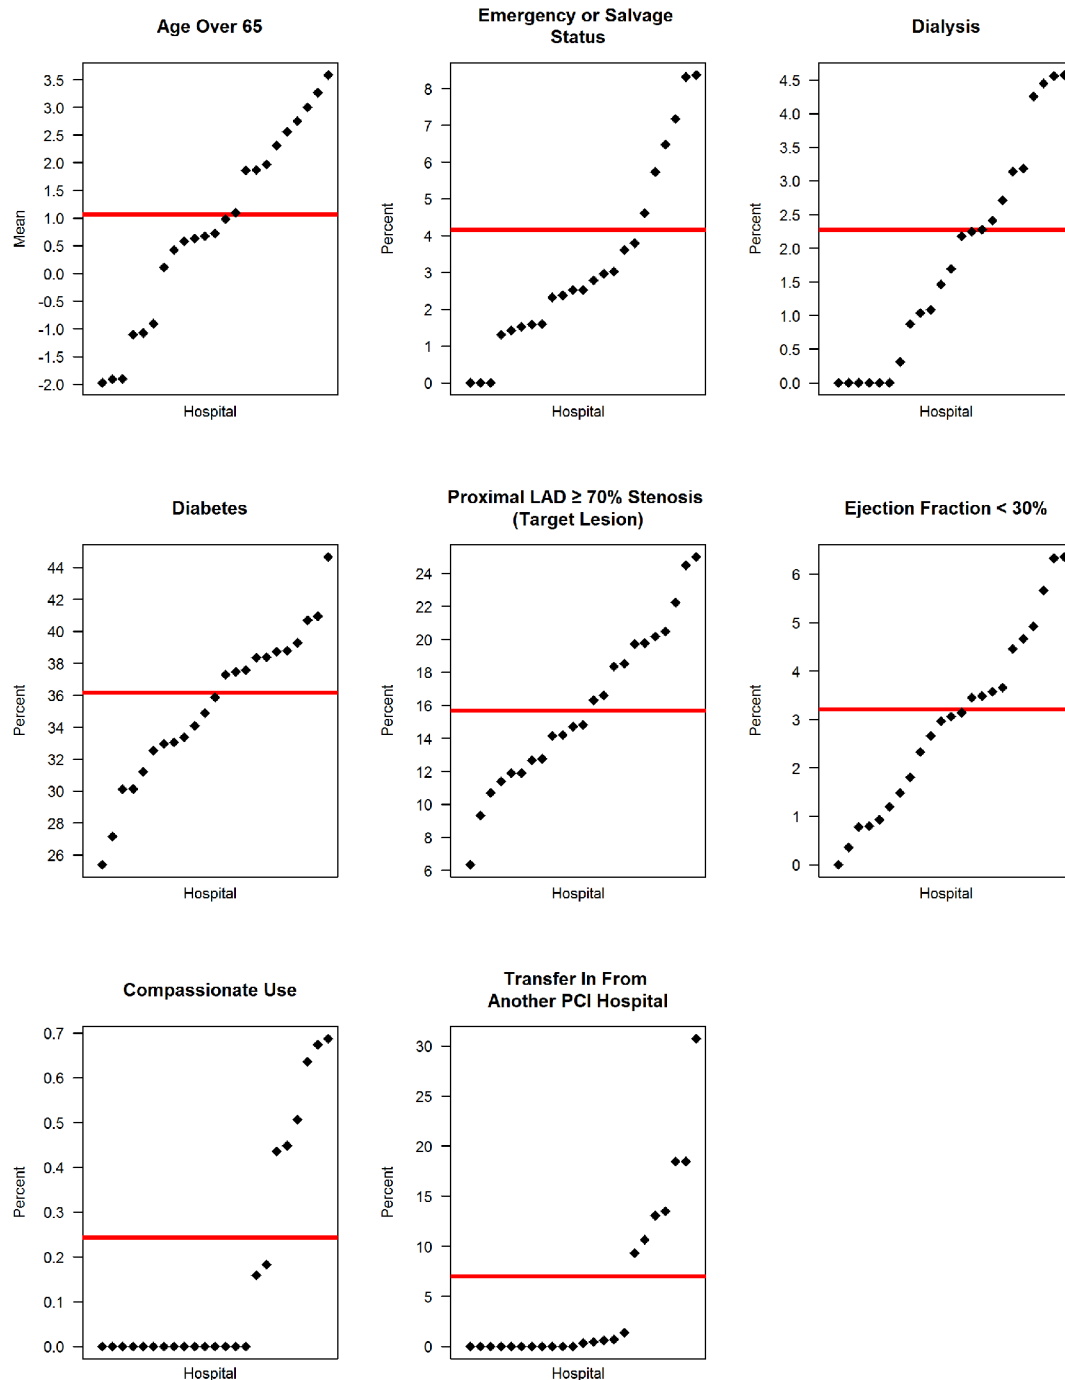 Age Over 65
Mean
3.5
3.0
2.5
2.0
1.5
1.0
0.5
0.0
-0.5
-1.0
-1.5
-2.0
Hospital
Emergency or Salvage
Status
Percent
8
7
6
5
4
3
2
1
0
Hospital
Dialysis
Percent
4.5
4.0
3.5
3.0
2.5
2.0
1.5
1.0
0.5
0.0
Hospital
Diabetes
Percent
44
42
40
38
36
34
32
30
28
26
Hospital
Proximal LAD ≥ 70% Stenosis
(Target Lesion)
Percent
24
22
20
18
16
14
12
10
8
6
Hospital
Ejection Fraction < 30%
Percent
6
5
4
3
2
1
0
Hospital
Compassionate Use
Percent
0.7
0.6
0.5
0.4
0.3
0.2
0.1
0.0
Hospital
Transfer In From
Another PCI Hospital
Percent
30
25
20
15
10
5
0
Hospital